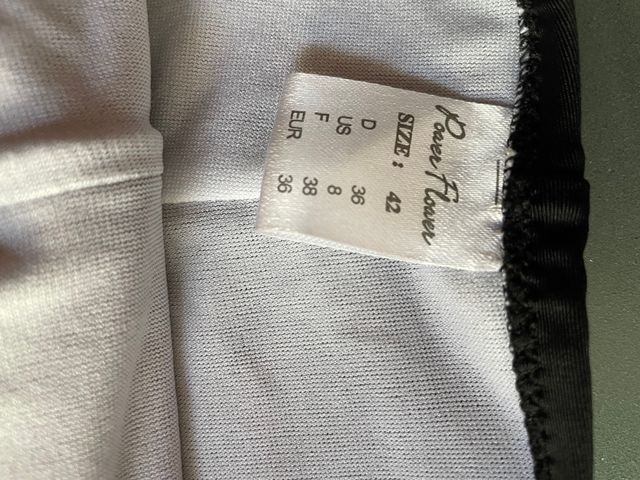 Power Flower
SIZE: 42
D 36
US 8
F 38
EUR 36